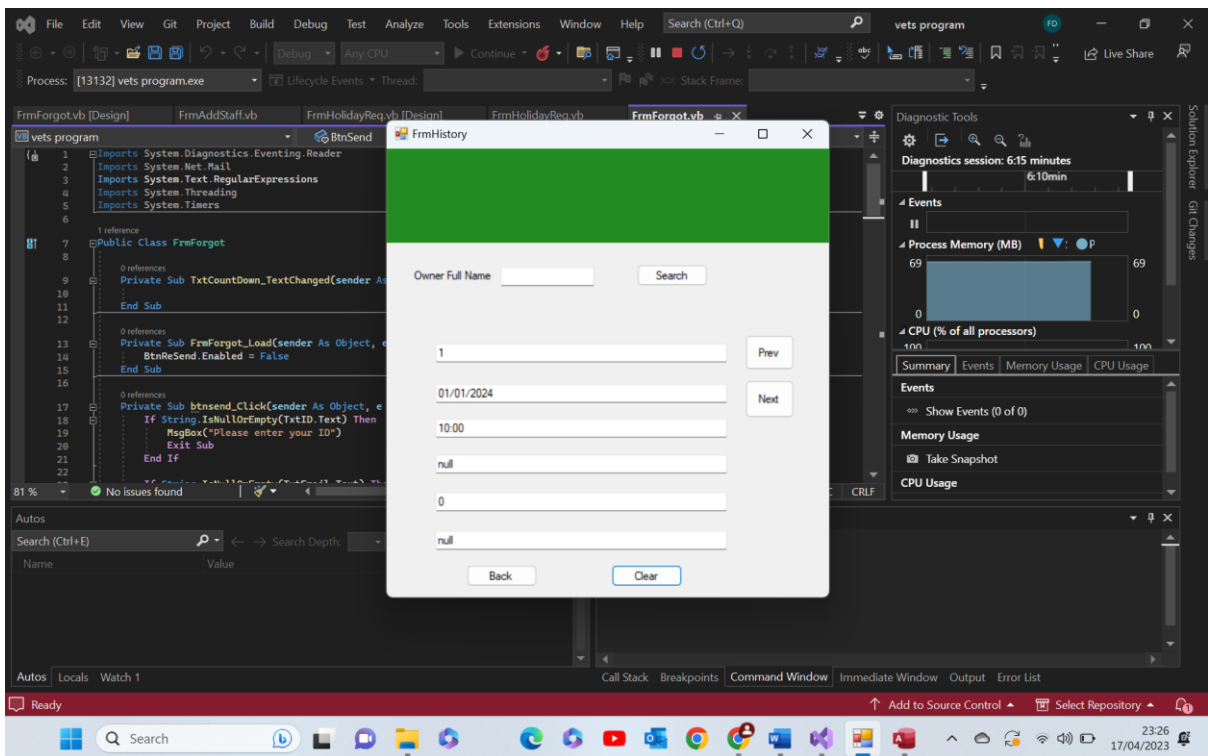 File Edit View Git Project Build Debug Test Analyze Tools Extensions Window Help Search (Ctrl+Q) vets program FD
Debug Any CPU Continue Live Share
Process: [13132] vets program.exe Lifecycle Events Thread: Stack Frame:
FrmForgot.vb [Design] FrmAddStaff.vb FrmHolidayReq.vb [Design] FrmHolidayReq.vb FrmForgot.vb
vets program BtnSend
1 Imports System.Diagnostics.Eventing.Reader
2 Imports System.Net.Mail
3 Imports System.Text.RegularExpressions
4 Imports System.Threading
5 Imports System.Timers
6
1 reference
7 Public Class FrmForgot
8
0 references
9 Private Sub TxtCountDown_TextChanged(sender As
10
11 End Sub
12
0 references
13 Private Sub FrmForgot_Load(sender As Object, e
14 BtnReSend.Enabled = False
15 End Sub
16
0 references
17 Private Sub btnsend_Click(sender As Object, e
18 If String.IsNullOrEmpty(TxtID.Text) Then
19 MsgBox("Please enter your ID")
20 Exit Sub
21 End If
22
81 % No issues found CRLF
FrmHistory
Owner Full Name Search
1 Prev
01/01/2024 Next
10:00
null
0
null
Back Clear
Diagnostic Tools
Diagnostics session: 6:15 minutes
6:10min
Events
Process Memory (MB) P
69 69
0 0
CPU (% of all processors)
100 100
Summary Events Memory Usage CPU Usage
Events
Show Events (0 of 0)
Memory Usage
Take Snapshot
CPU Usage
Solution Explorer
Git Changes
Autos
Search (Ctrl+E) Search Depth:
Name Value
Autos Locals Watch 1
Call Stack Breakpoints Command Window Immediate Window Output Error List
Ready Add to Source Control Select Repository
Search 23:26
17/04/2023